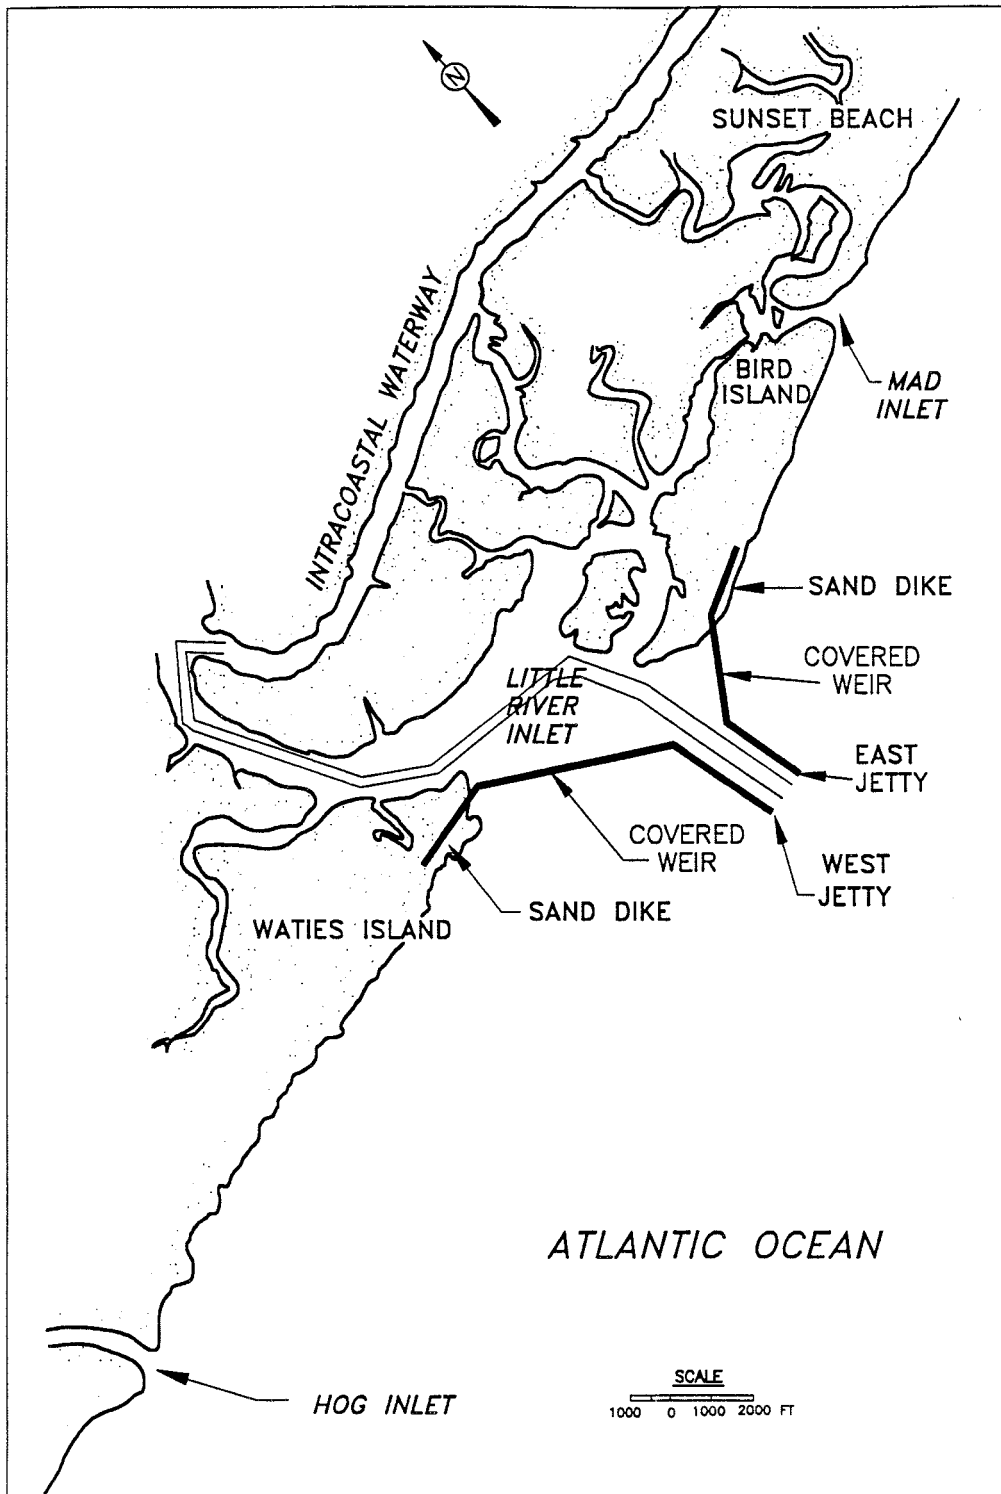 N
SUNSET BEACH
INTRACOASTAL WATERWAY
BIRD
ISLAND
MAD
INLET
SAND DIKE
COVERED
WEIR
LITTLE
RIVER
INLET
EAST
JETTY
COVERED
WEIR
WEST
JETTY
SAND DIKE
WATIES ISLAND
ATLANTIC OCEAN
HOG INLET
SCALE
1000 0 1000 2000 FT